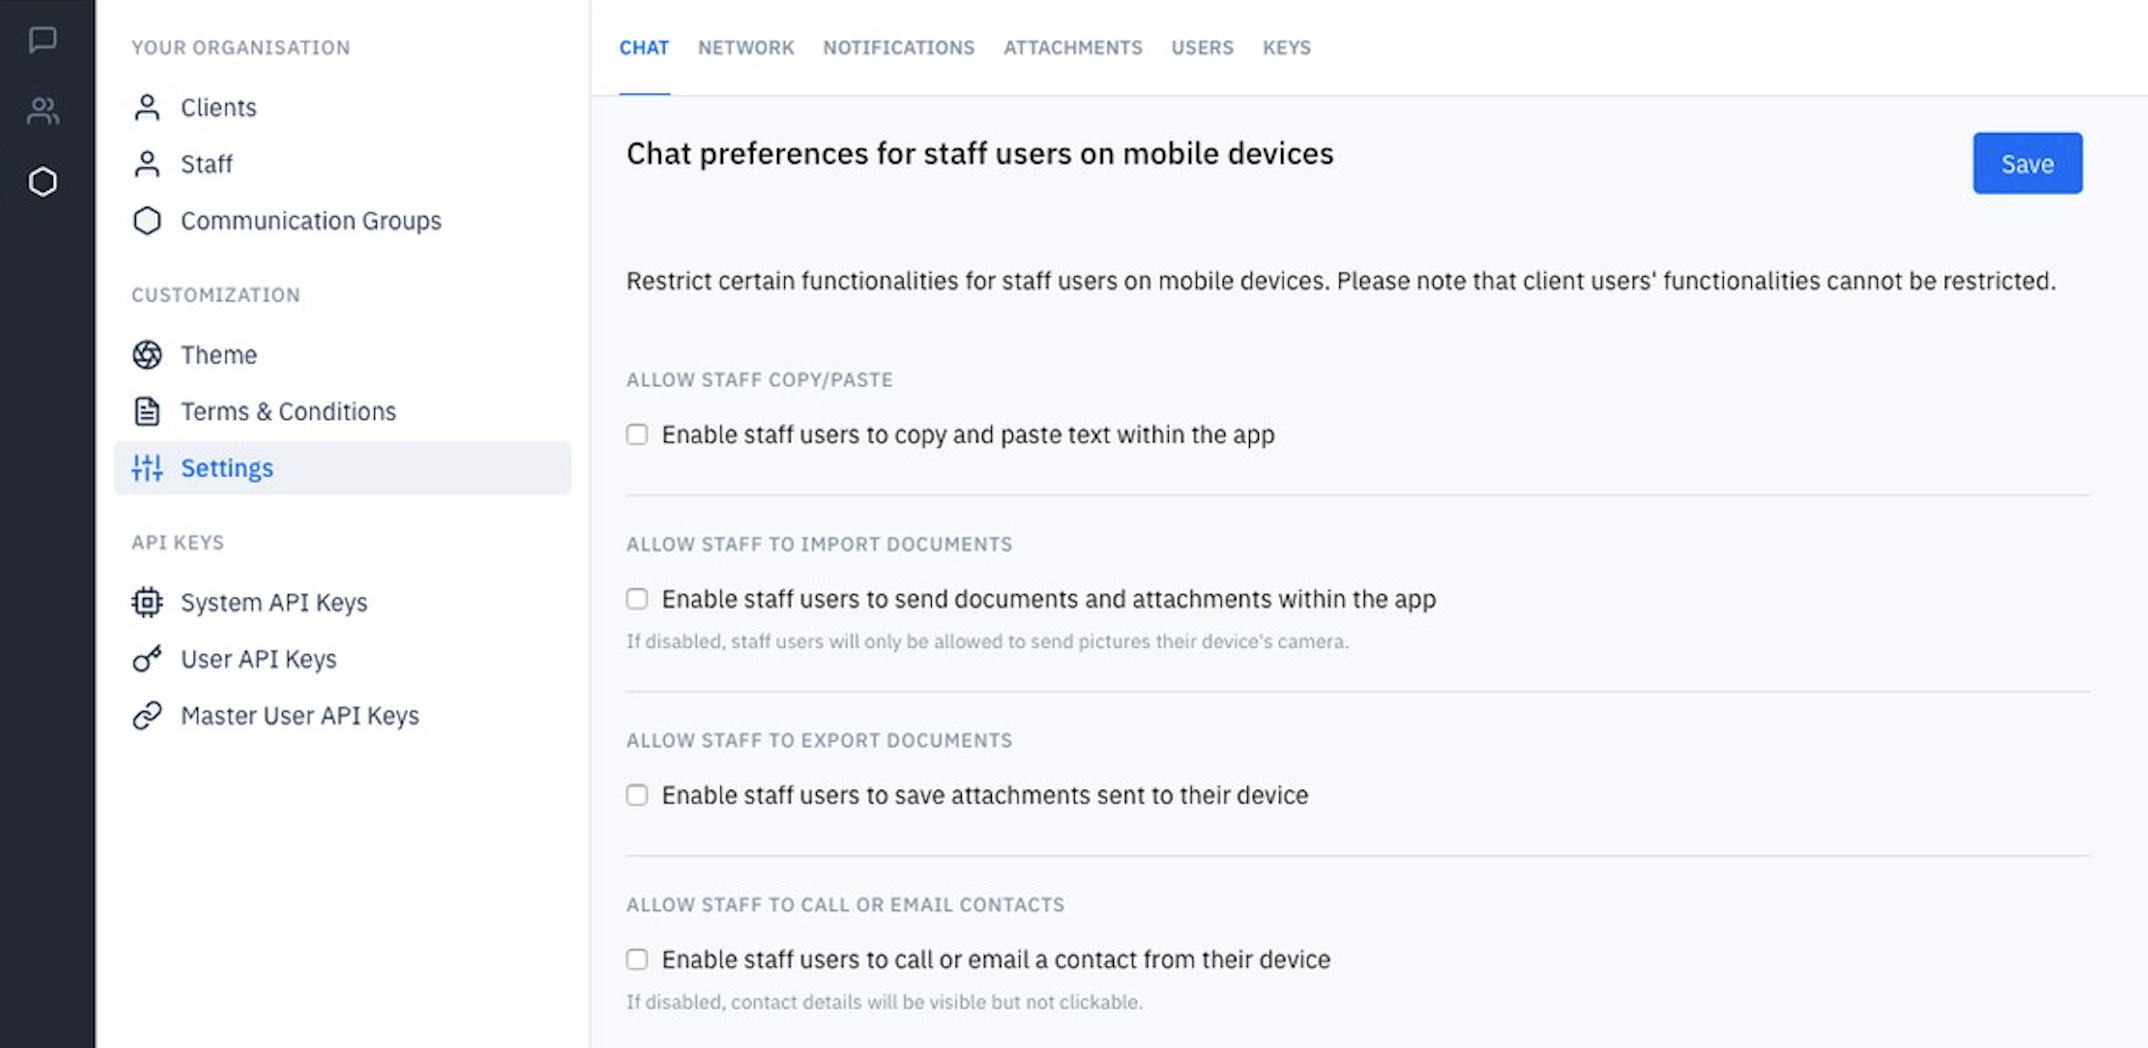 YOUR ORGANISATION
Clients
Staff
Communication Groups
CUSTOMIZATION
Theme
Terms & Conditions
Settings
API KEYS
System API Keys
User API Keys
Master User API Keys
CHAT NETWORK NOTIFICATIONS ATTACHMENTS USERS KEYS
Chat preferences for staff users on mobile devices
Save
Restrict certain functionalities for staff users on mobile devices. Please note that client users' functionalities cannot be restricted.
ALLOW STAFF COPY/PASTE
Enable staff users to copy and paste text within the app
ALLOW STAFF TO IMPORT DOCUMENTS
Enable staff users to send documents and attachments within the app
If disabled, staff users will only be allowed to send pictures their device's camera.
ALLOW STAFF TO EXPORT DOCUMENTS
Enable staff users to save attachments sent to their device
ALLOW STAFF TO CALL OR EMAIL CONTACTS
Enable staff users to call or email a contact from their device
If disabled, contact details will be visible but not clickable.